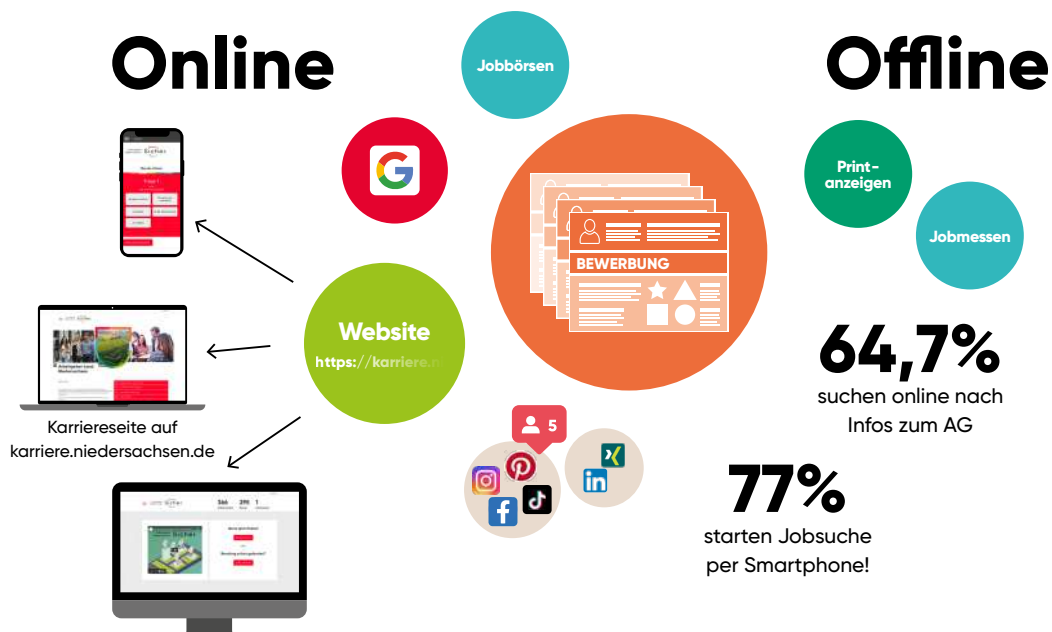 Online
Offline
Jobbörsen
Print-
anzeigen
Jobmessen
BEWERBUNG
Website
https://karriere.n
64,7%
suchen online nach
Infos zum AG
Karriereseite auf
karriere.niedersachsen.de
5
77%
starten Jobsuche
per Smartphone!